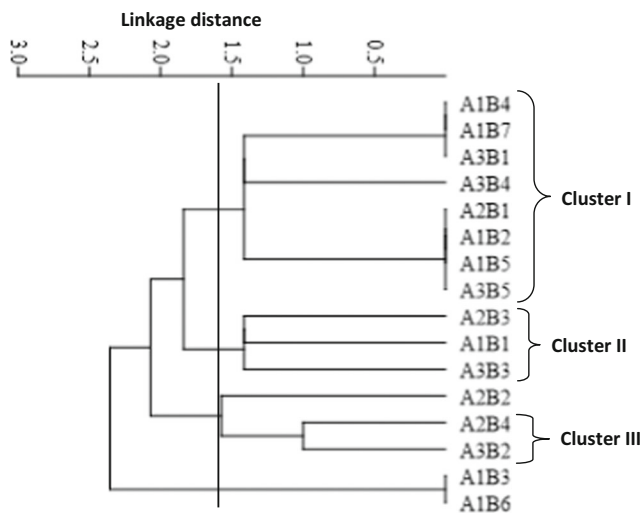 Linkage distance
3.0 2.5 2.0 1.5 1.0 0.5
A1B4
A1B7
A3B1
A3B4
A2B1
Cluster I
A1B2
A1B5
A3B5
A2B3
A1B1
Cluster II
A3B3
A2B2
A2B4
Cluster III
A3B2
A1B3
A1B6